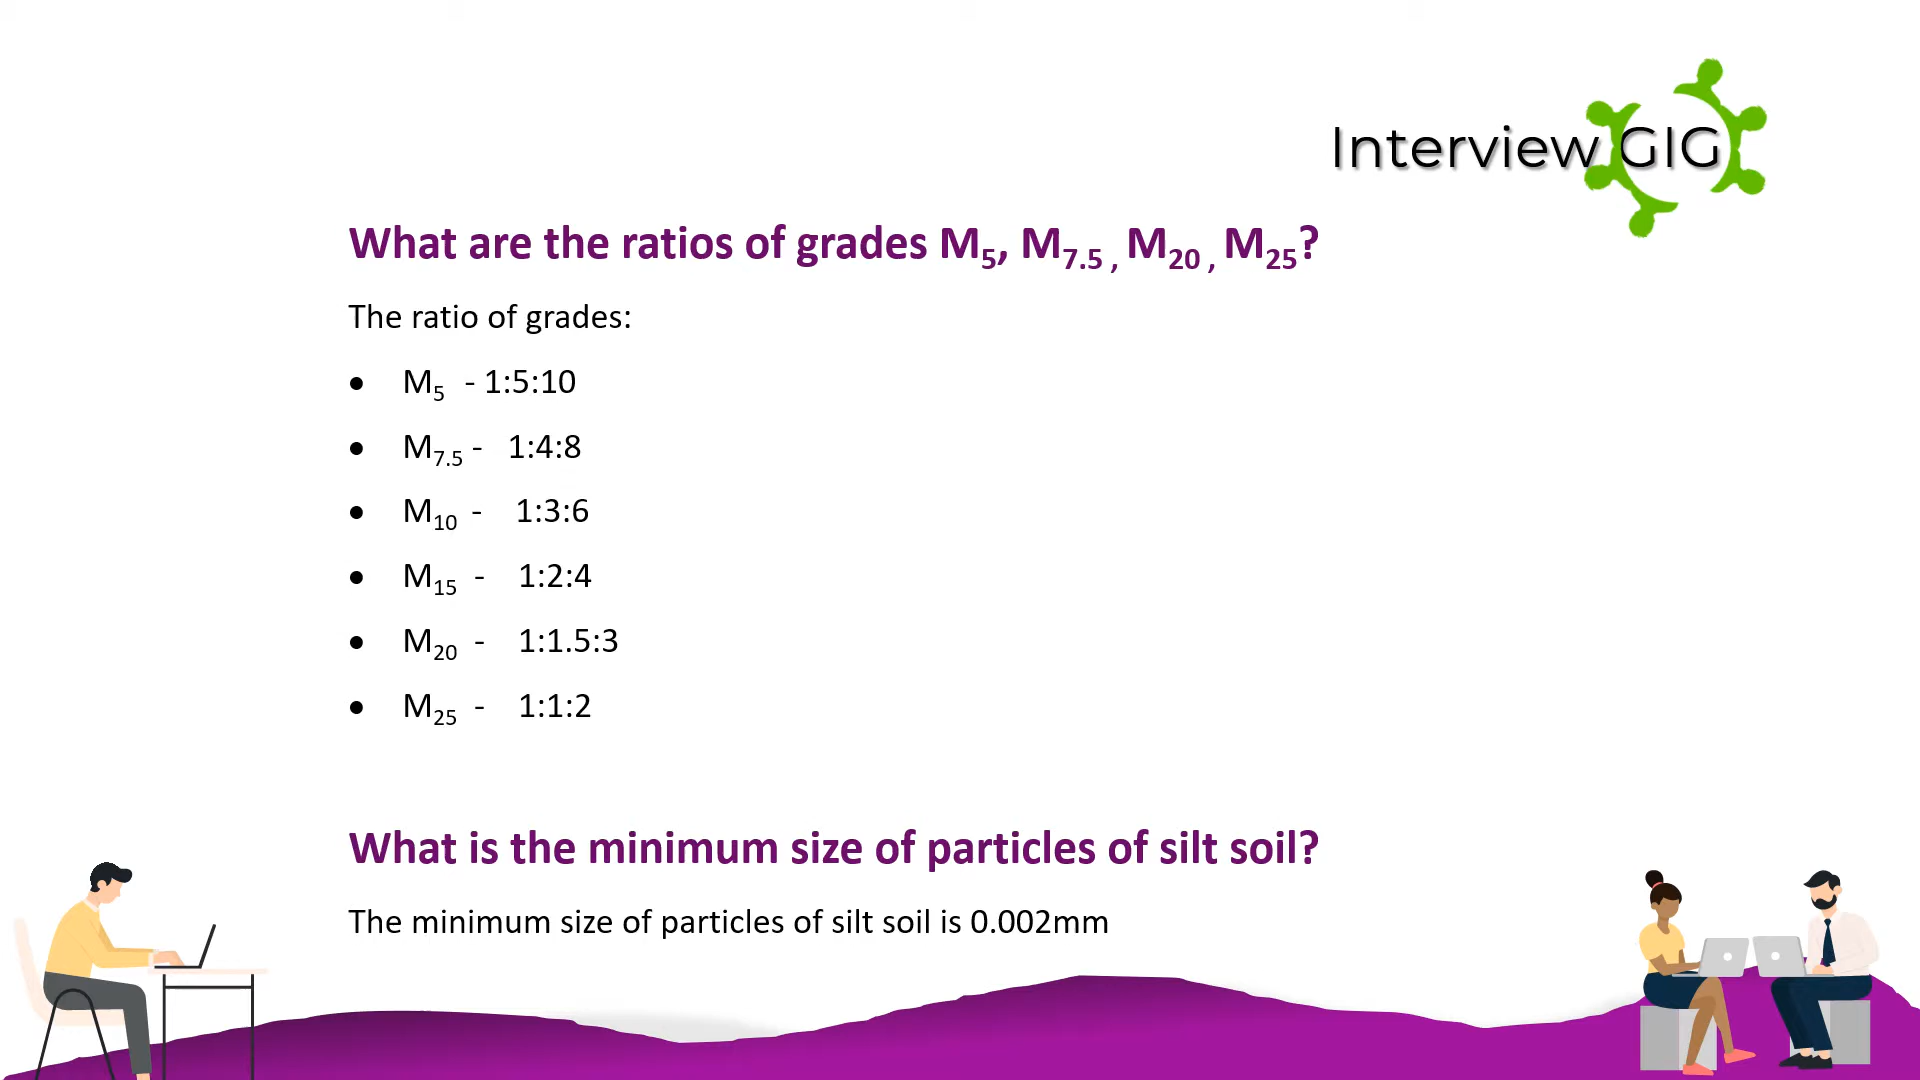 Interview GIG
What are the ratios of grades M5, M7.5 , M20 , M25?
The ratio of grades:
• M5 - 1:5:10
• M7.5 - 1:4:8
• M10 - 1:3:6
• M15 - 1:2:4
• M20 - 1:1.5:3
• M25 - 1:1:2
What is the minimum size of particles of silt soil?
The minimum size of particles of silt soil is 0.002mm